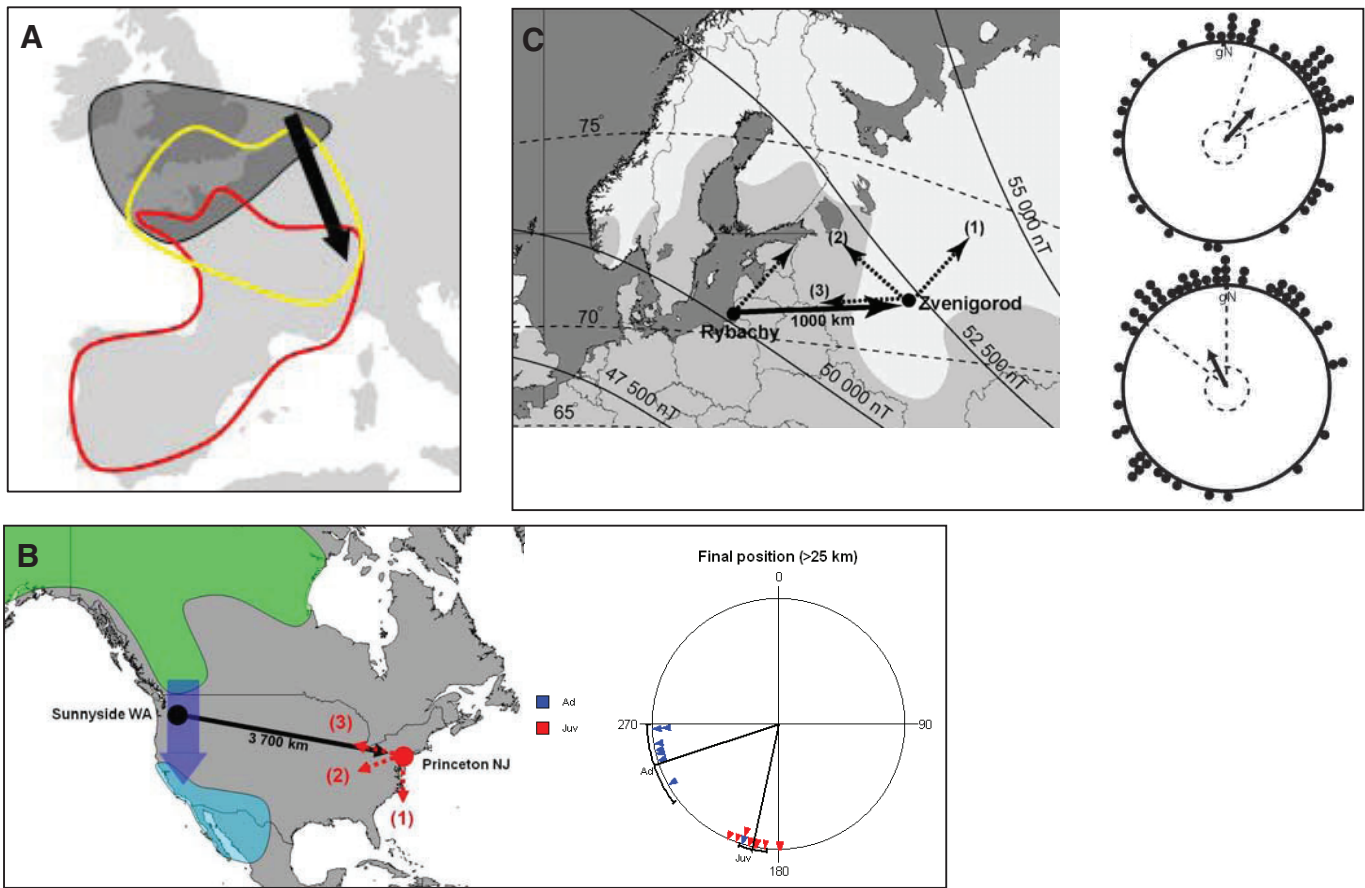 A
C
75°
70°
65°
55 000 nT
52 500 nT
50 000 nT
47 500 nT
(1)
(2)
(3)
Zvenigorod
Rybachy
1000 km
gN
gN
B
Sunnyside WA
3 700 km
(3)
(2)
(1)
Princeton NJ
Final position (>25 km)
0
Ad
Juv
270
90
Ad
Juv
180